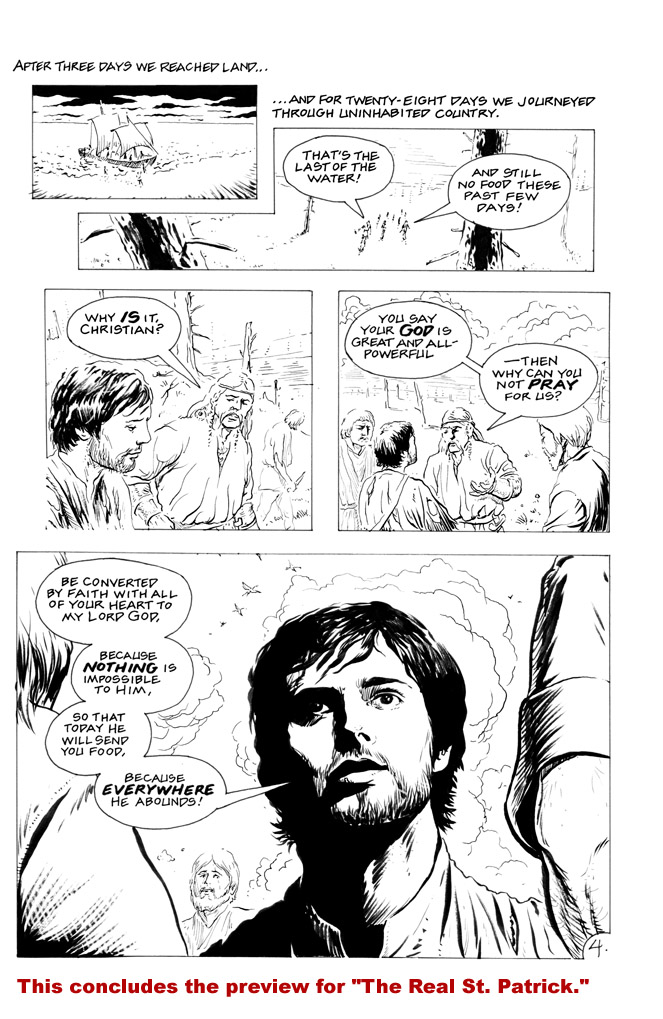 AFTER THREE DAYS WE REACHED LAND...
...AND FOR TWENTY-EIGHT DAYS WE JOURNEYED
THROUGH UNINHABITED COUNTRY.
THAT'S THE
LAST OF THE
WATER!
AND STILL
NO FOOD THESE
PAST FEW
DAYS!
WHY IS IT,
CHRISTIAN?
YOU SAY
YOUR GOD IS
GREAT AND ALL-
POWERFUL
—THEN
WHY CAN YOU
NOT PRAY
FOR US?
BE CONVERTED
BY FAITH WITH ALL
OF YOUR HEART TO
MY LORD GOD,
BECAUSE
NOTHING IS
IMPOSSIBLE
TO HIM,
SO THAT
TODAY HE
WILL SEND
YOU FOOD,
BECAUSE
EVERYWHERE
HE ABOUNDS!
4.
This concludes the preview for "The Real St. Patrick."